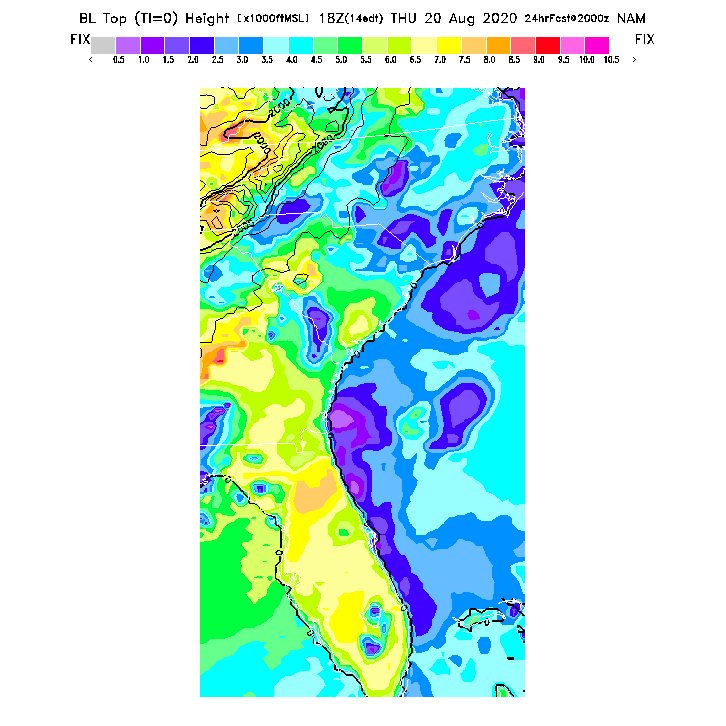 BL Top (TI=0) Height [x1000ftMSL] 18Z(14edt) THU 20 Aug 2020 24hrFcst@2000z NAM
FIX FIX
< 0.5 1.0 1.5 2.0 2.5 3.0 3.5 4.0 4.5 5.0 5.5 6.0 6.5 7.0 7.5 8.0 8.5 9.0 9.5 10.0 10.5 >
2000
2000